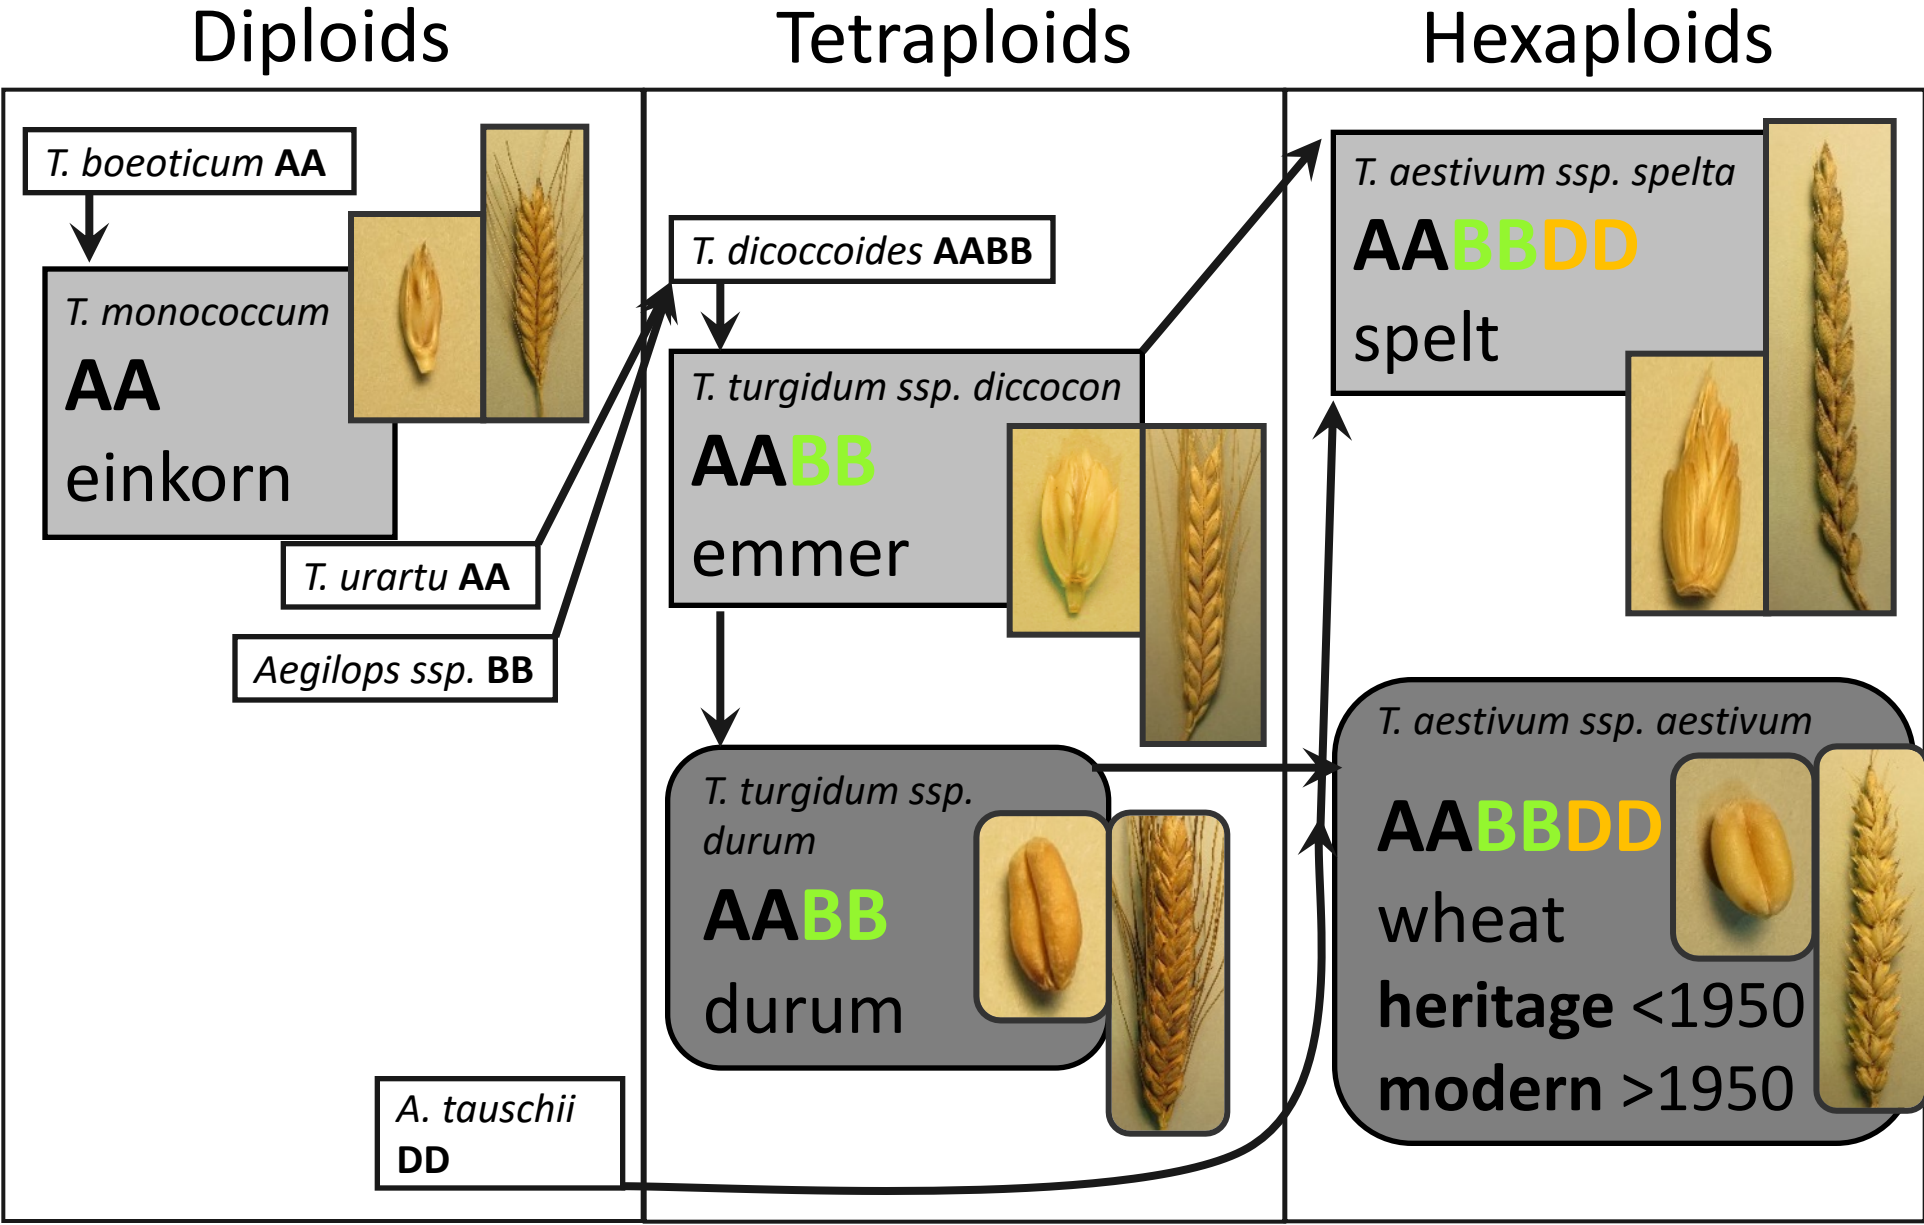 Diploids
Tetraploids
Hexaploids
T. boeoticum AA
T. monococcum
AA
einkorn
T. urartu AA
Aegilops ssp. BB
A. tauschii
DD
T. dicoccoides AABB
T. turgidum ssp. diccocon
AABB
emmer
T. turgidum ssp.
durum
AABB
durum
T. aestivum ssp. spelta
AABBDD
spelt
T. aestivum ssp. aestivum
AABBDD
wheat
heritage <1950
modern >1950